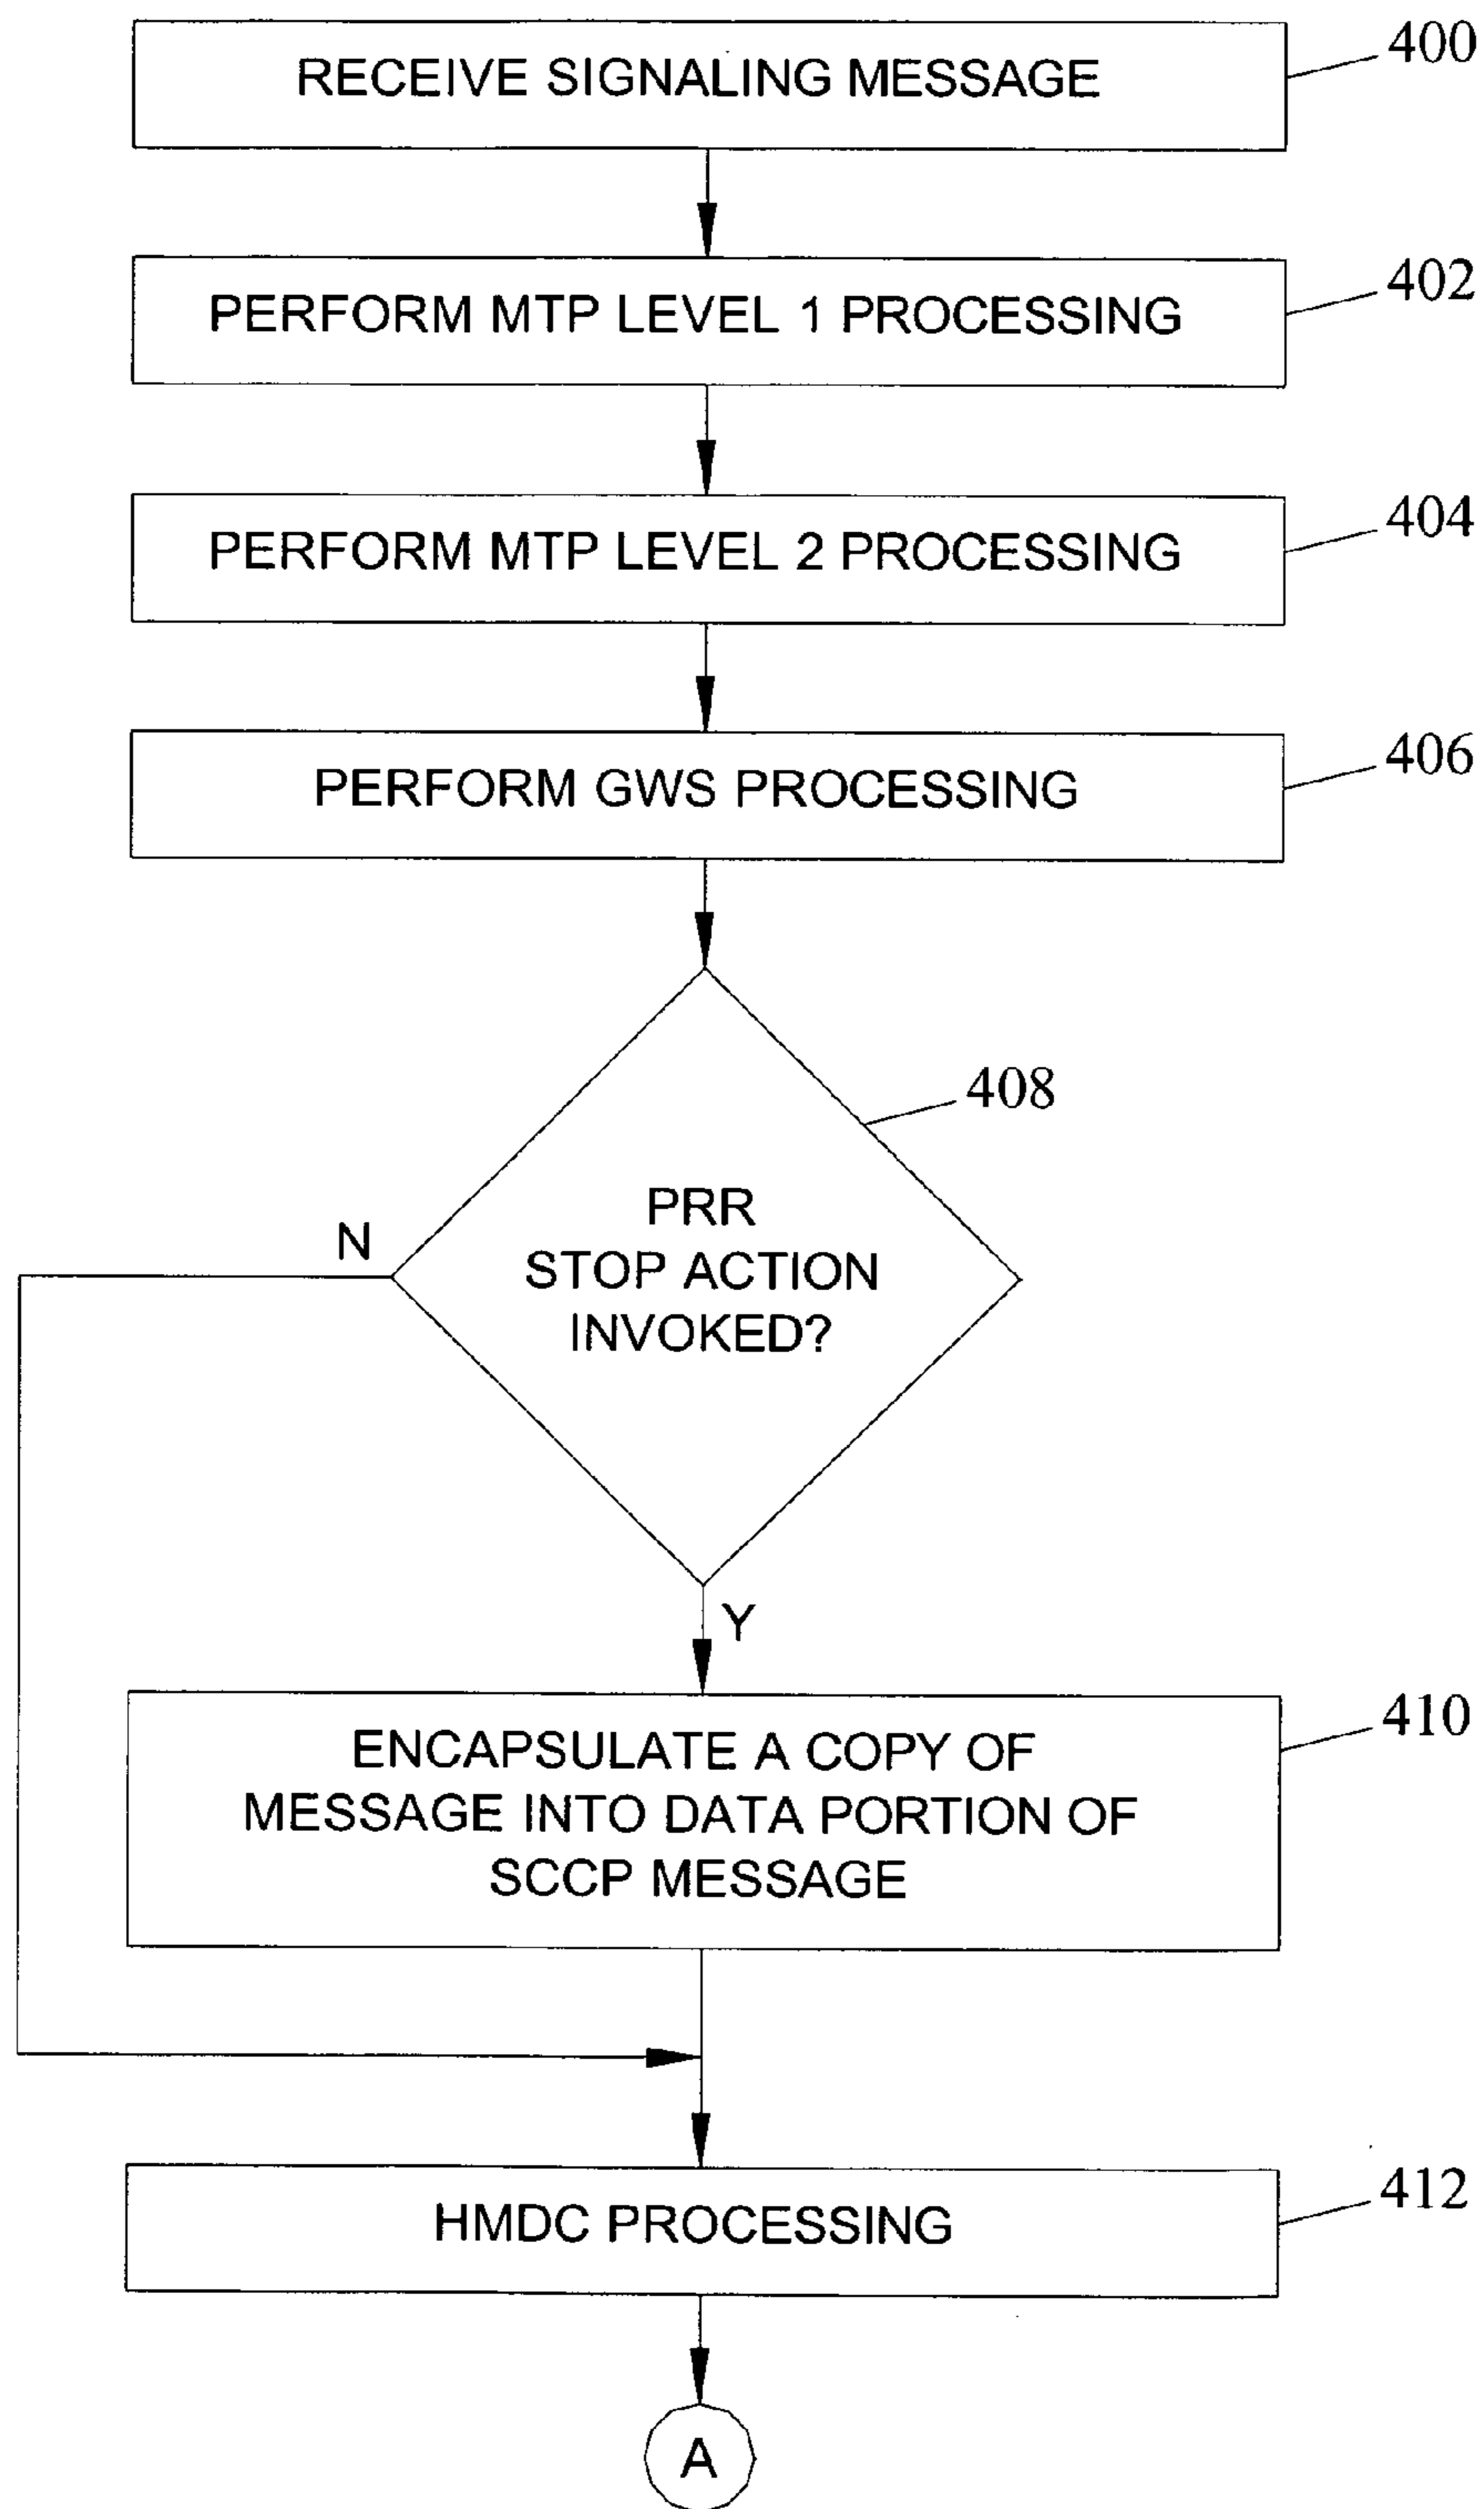 RECEIVE SIGNALING MESSAGE
400
PERFORM MTP LEVEL 1 PROCESSING
402
PERFORM MTP LEVEL 2 PROCESSING
404
PERFORM GWS PROCESSING
406
408
PRR
STOP ACTION
INVOKED?
N
Y
ENCAPSULATE A COPY OF
MESSAGE INTO DATA PORTION OF
SCCP MESSAGE
410
HMDC PROCESSING
412
A